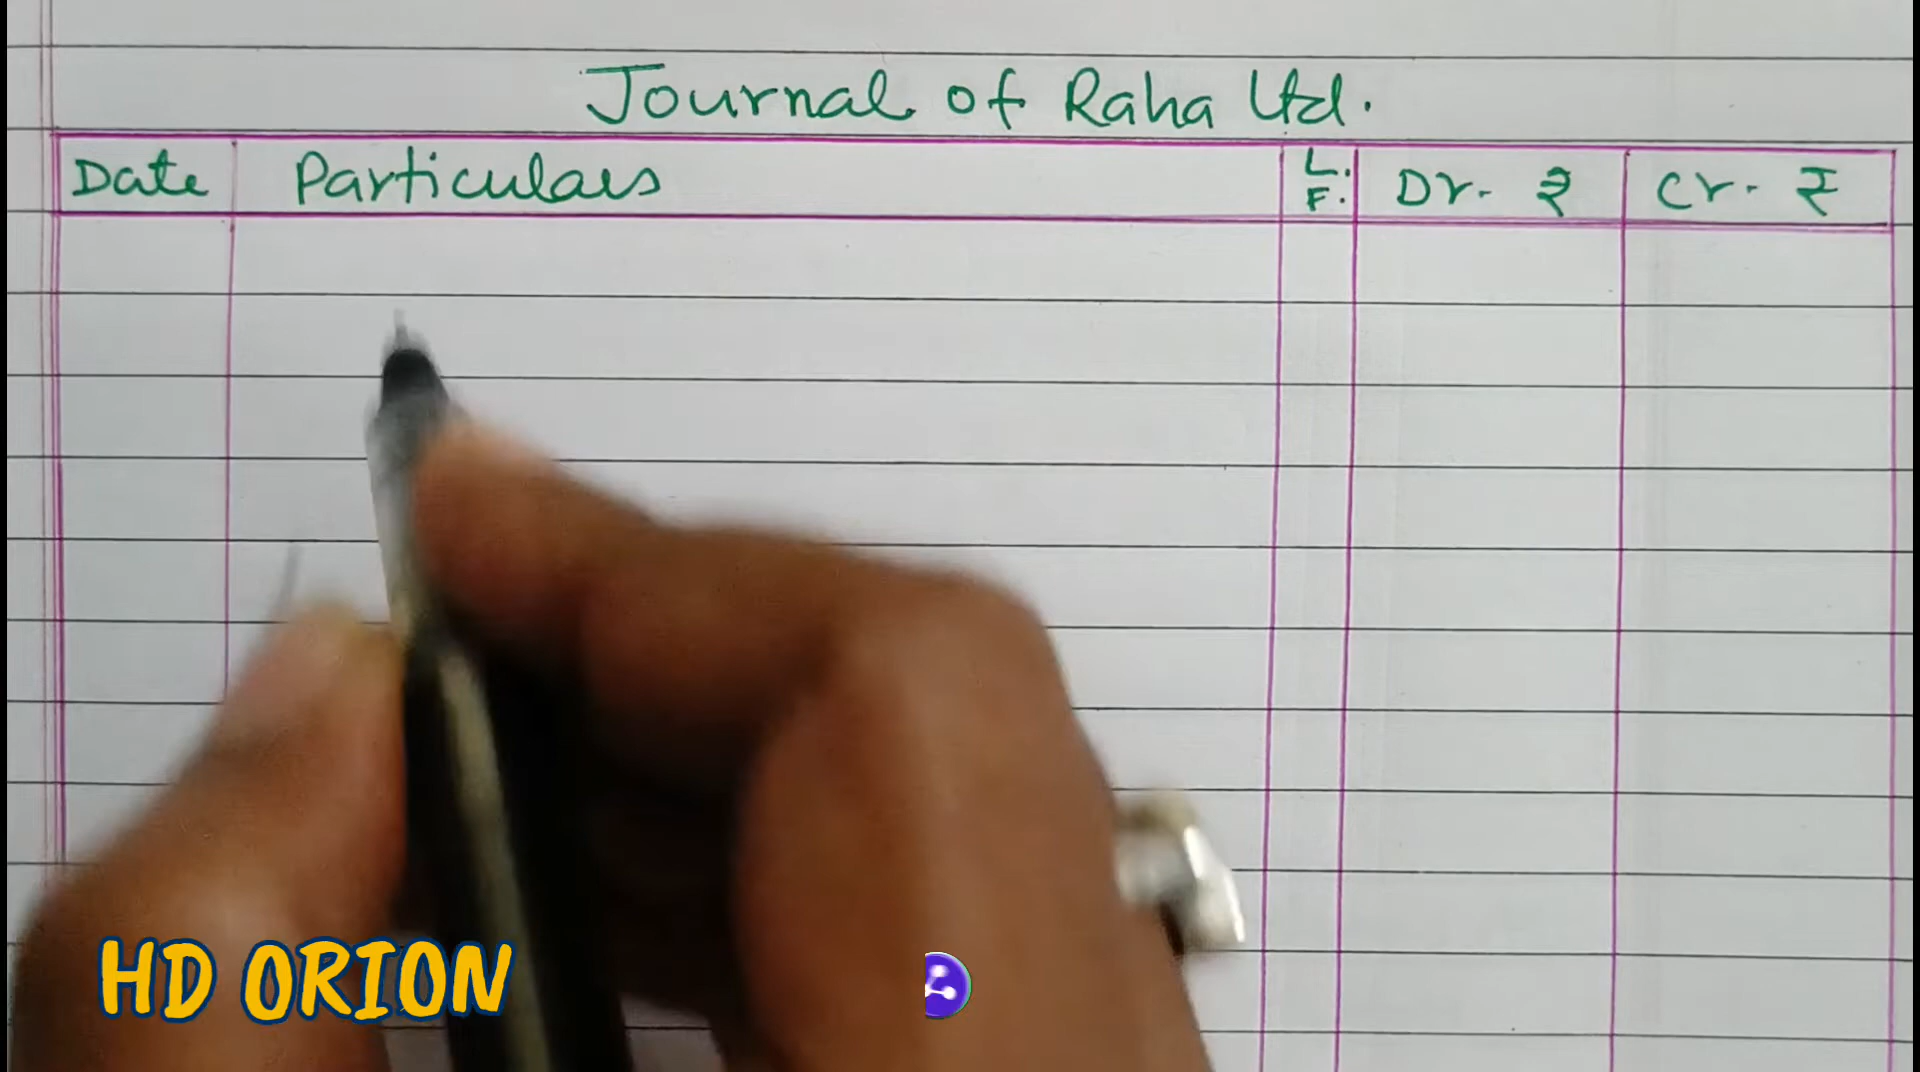 Journal of Raha Ltd.
Date Particulars L.F. Dr. ₹ Cr. ₹
HD ORION